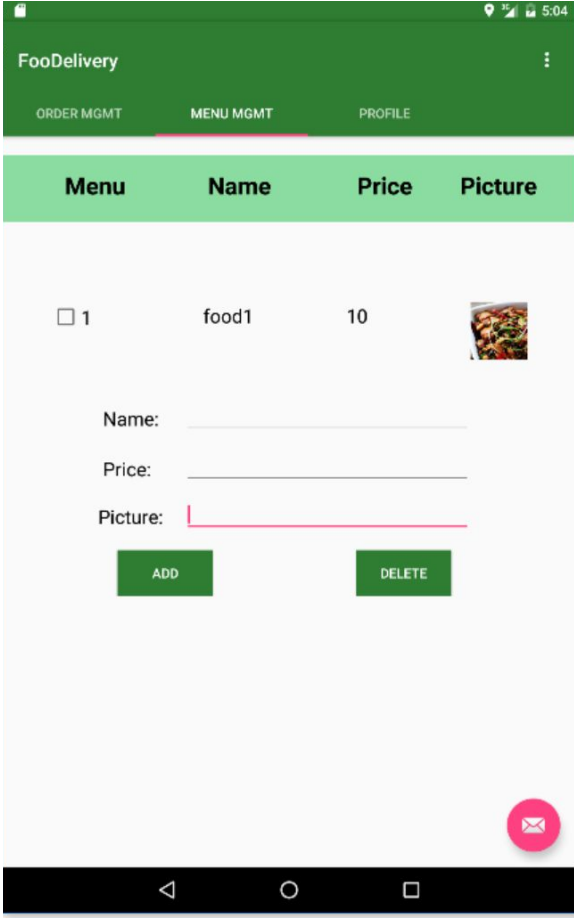 3G 5:04
FooDelivery
ORDER MGMT MENU MGMT PROFILE
Menu Name Price Picture
1 food1 10
Name:
Price:
Picture:
ADD DELETE